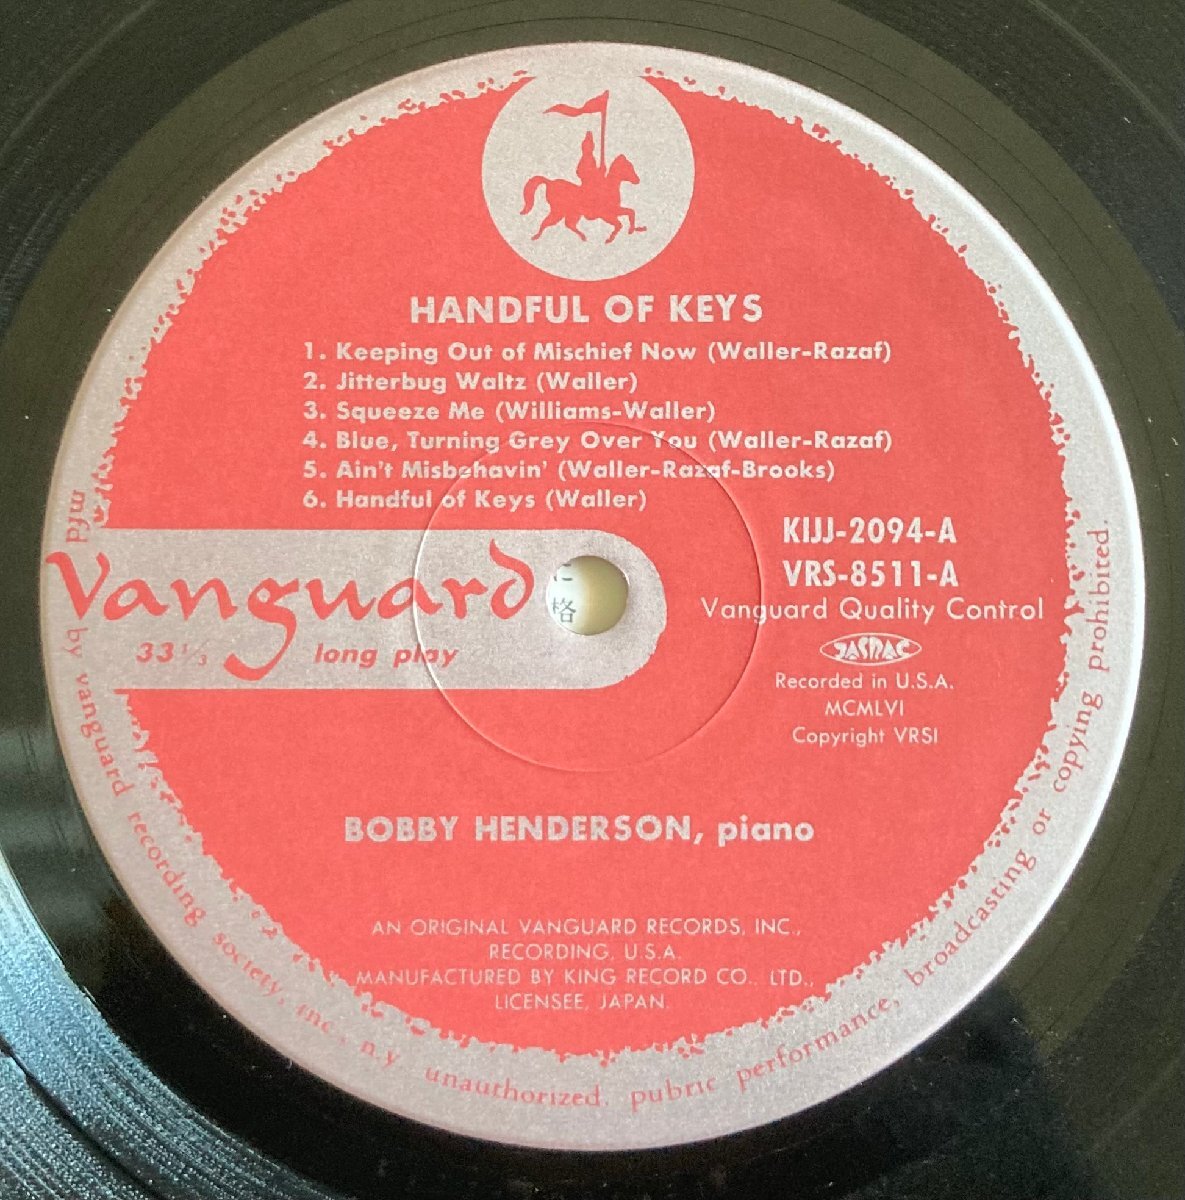 HANDFUL OF KEYS
1. Keeping Out of Mischief Now (Waller-Razaf)
2. Jitterbug Waltz (Waller)
3. Squeeze Me (Williams-Waller)
4. Blue, Turning Grey Over You (Waller-Razaf)
5. Ain't Misbehavin' (Waller-Razaf-Brooks)
6. Handful of Keys (Waller)
KIJJ-2094-A
VRS-8511-A
Vanguard Quality Control
JASRAC
Recorded in U.S.A.
MCMLVI
Copyright VRSI
Vanguard
33 1/3 long play
に
格
BOBBY HENDERSON, piano
AN ORIGINAL VANGUARD RECORDS, INC.,
RECORDING, U.S.A.
MANUFACTURED BY KING RECORD CO., LTD.,
LICENSEE, JAPAN.
mfd by vanguard recording society, inc., n.y unauthorized. pubric performance, broadcasting or copying prohibited.